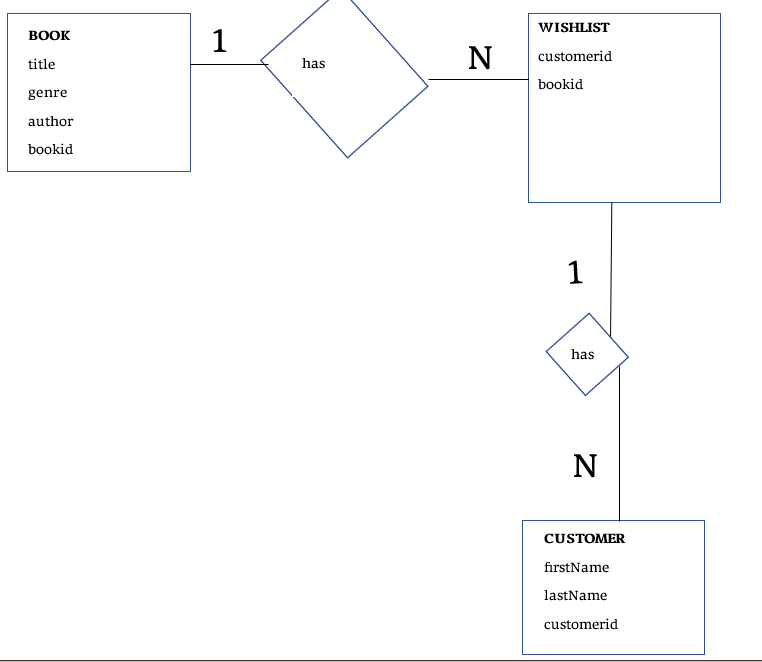 BOOK
title
genre
author
bookid
1
has
N
WISHLIST
customerid
bookid
1
has
N
CUSTOMER
firstName
lastName
customerid